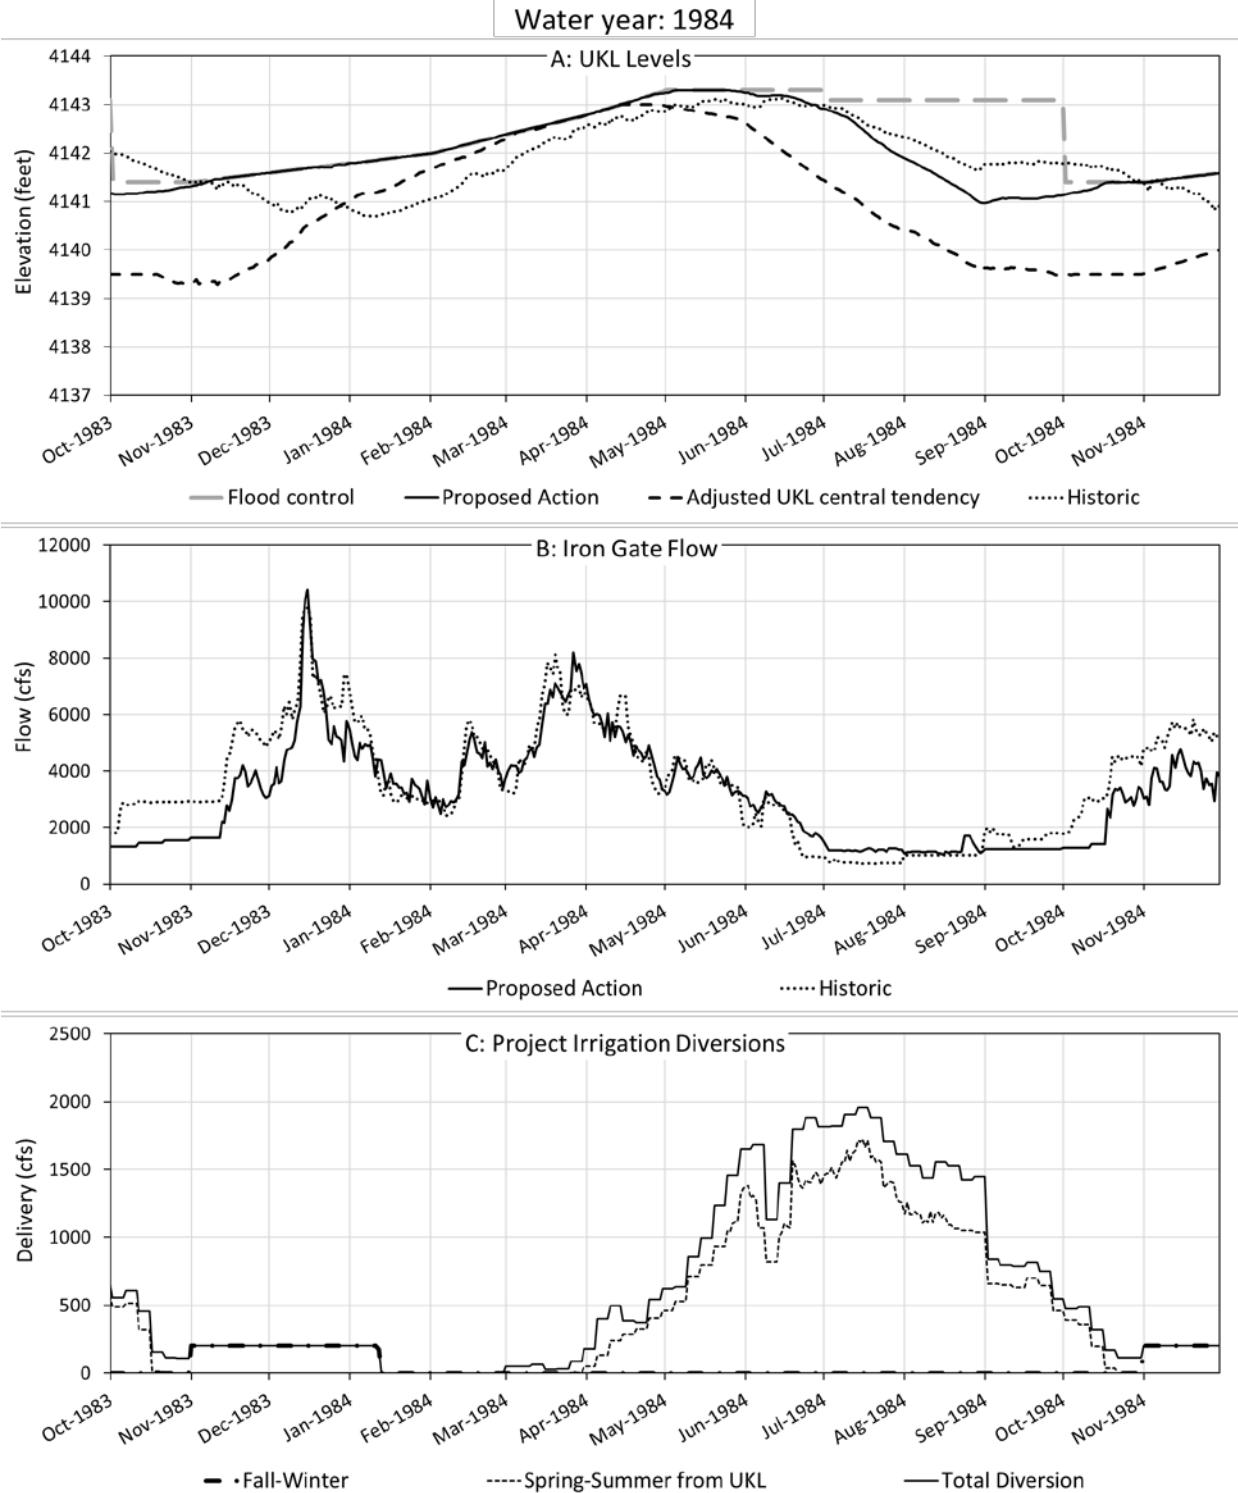 Water year: 1984
A: UKL Levels
Elevation (feet)
4144
4143
4142
4141
4140
4139
4138
4137
Oct-1983 Nov-1983 Dec-1983 Jan-1984 Feb-1984 Mar-1984 Apr-1984 May-1984 Jun-1984 Jul-1984 Aug-1984 Sep-1984 Oct-1984 Nov-1984
Flood control Proposed Action Adjusted UKL central tendency Historic
B: Iron Gate Flow
Flow (cfs)
12000
10000
8000
6000
4000
2000
0
Oct-1983 Nov-1983 Dec-1983 Jan-1984 Feb-1984 Mar-1984 Apr-1984 May-1984 Jun-1984 Jul-1984 Aug-1984 Sep-1984 Oct-1984 Nov-1984
Proposed Action Historic
C: Project Irrigation Diversions
Delivery (cfs)
2500
2000
1500
1000
500
0
Oct-1983 Nov-1983 Dec-1983 Jan-1984 Feb-1984 Mar-1984 Apr-1984 May-1984 Jun-1984 Jul-1984 Aug-1984 Sep-1984 Oct-1984 Nov-1984
Fall-Winter Spring-Summer from UKL Total Diversion